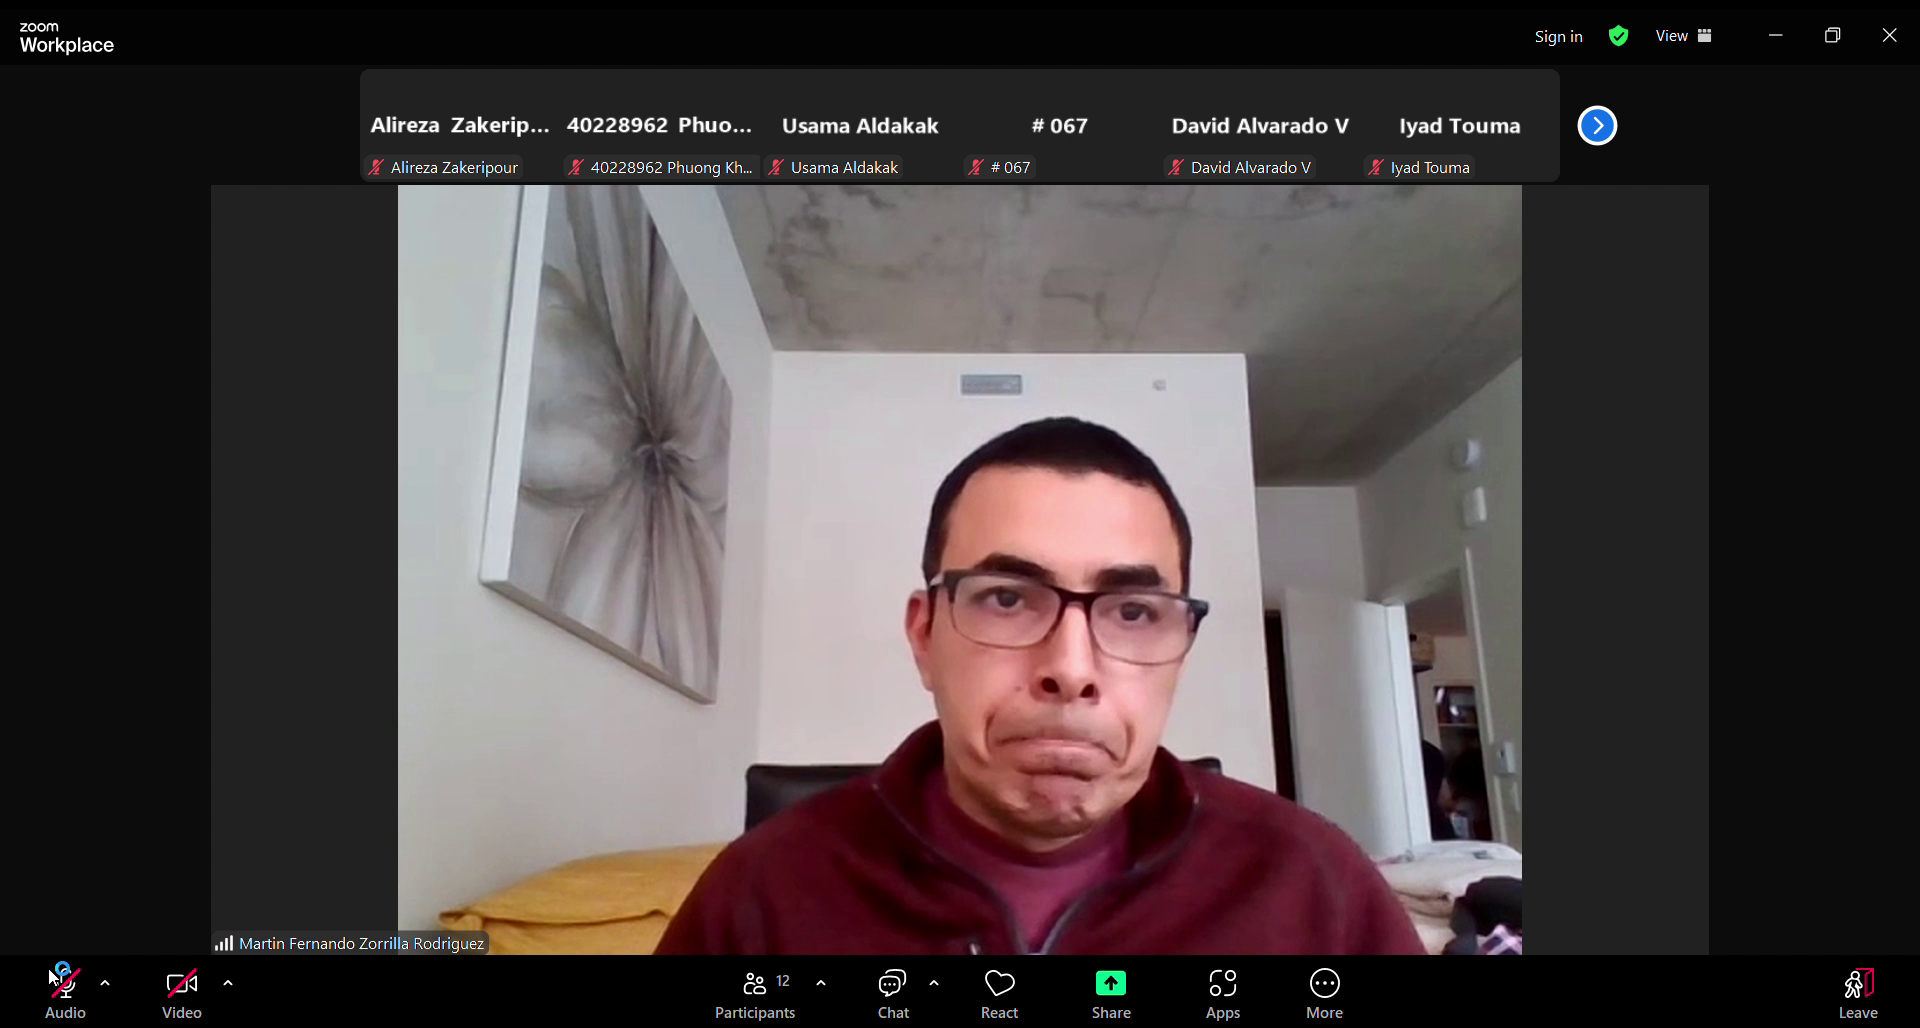 zoom
Workplace
Sign in
View
Alireza Zakerip...
40228962 Phuo...
Usama Aldakak
# 067
David Alvarado V
Iyad Touma
Alireza Zakeripour
40228962 Phuong Kh...
Usama Aldakak
# 067
David Alvarado V
Iyad Touma
Martin Fernando Zorrilla Rodriguez
Audio
Video
12
Participants
Chat
React
Share
Apps
More
Leave